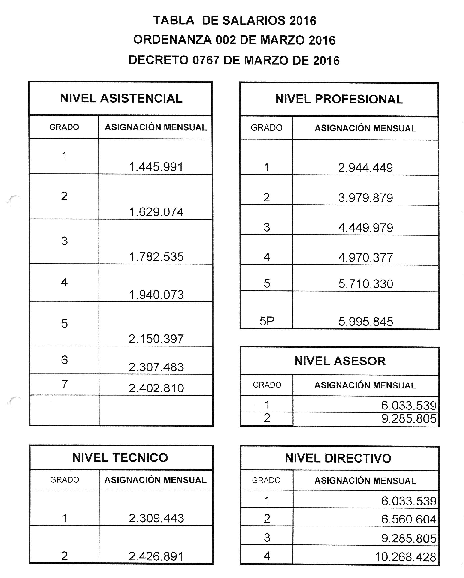 TABLA DE SALARIOS 2016
ORDENANZA 002 DE MARZO 2016
DECRETO 0767 DE MARZO DE 2016
NIVEL ASISTENCIAL
GRADO ASIGNACIÓN MENSUAL
1 1.445.991
2 1.629.074
3 1.782.535
4 1.940.073
5 2.150.397
6 2.307.483
7 2.402.810
NIVEL PROFESIONAL
GRADO ASIGNACIÓN MENSUAL
1 2.944.449
2 3.979.879
3 4.449.979
4 4.970.377
5 5.710.330
5P 5.995.845
NIVEL ASESOR
GRADO ASIGNACIÓN MENSUAL
1 6.033.539
2 9.285.805
NIVEL TECNICO
GRADO ASIGNACIÓN MENSUAL
1 2.309.443
2 2.426.891
NIVEL DIRECTIVO
GRADO ASIGNACIÓN MENSUAL
1 6.033.539
2 6.560.604
3 9.285.805
4 10.268.428